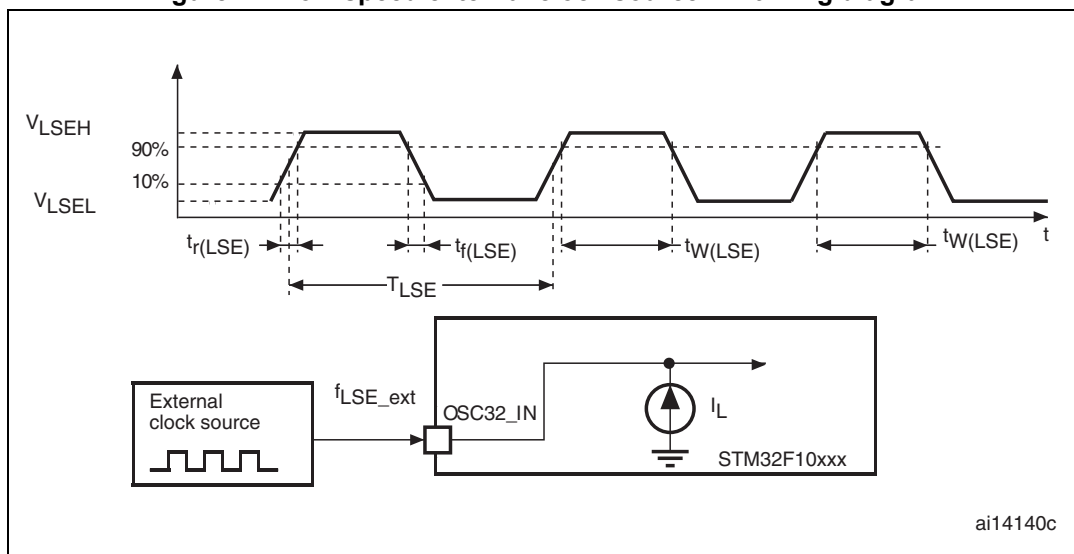 V_LSEH
90%
10%
V_LSEL
t_r(LSE)
t_f(LSE)
t_W(LSE)
t_W(LSE)
t
T_LSE
External
clock source
f_LSE_ext
OSC32_IN
I_L
STM32F10xxx
ai14140c